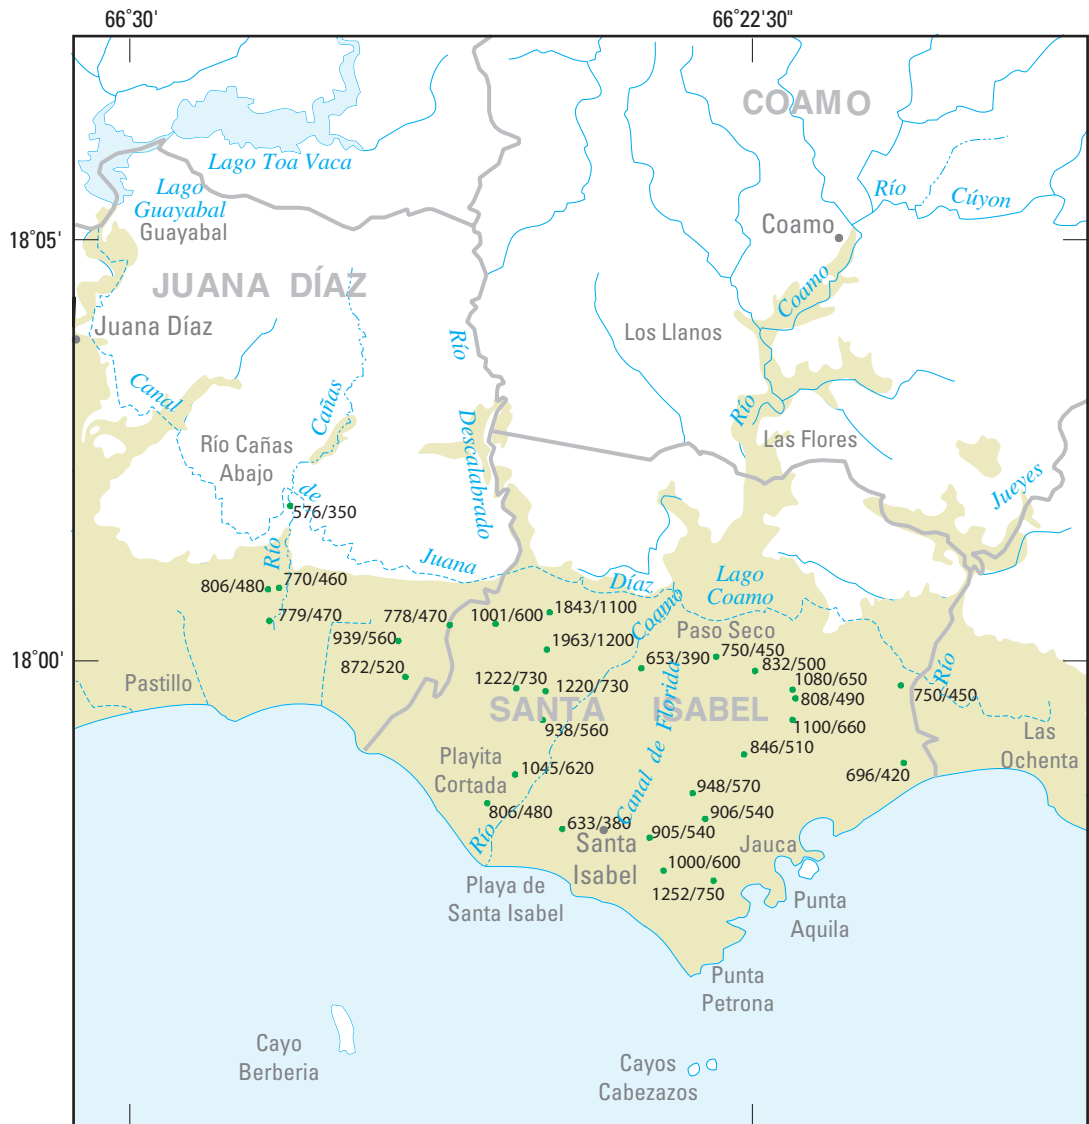 66°30'
66°22'30"
COAMO
Lago Toa Vaca
Lago
Guayabal
Guayabal
Río
Cúyon
Coamo
18°05'
JUANA DÍAZ
Coamo
Juana Díaz
Los Llanos
Río
Canal
Cañas
Río
Descalabrado
Río Cañas
Abajo
Las Flores
de
576/350
Jueyes
Juana
Río
Díaz
Lago
Coamo
806/480
770/460
779/470
778/470
1001/600
1843/1100
Coamo
Paso Seco
939/560
1963/1200
653/390
750/450
18°00'
872/520
832/500
Río
Pastillo
1222/730
1220/730
1080/650
808/490
750/450
SANTA ISABEL
938/560
1100/660
Las
Ochenta
Canal de Florida
846/510
Playita
Cortada
1045/620
696/420
948/570
806/480
633/380
906/540
Río
905/540
Jauca
Santa
Isabel
1000/600
1252/750
Playa de
Santa Isabel
Punta
Aquila
Punta
Petrona
Cayo
Berberia
Cayos
Cabezazos